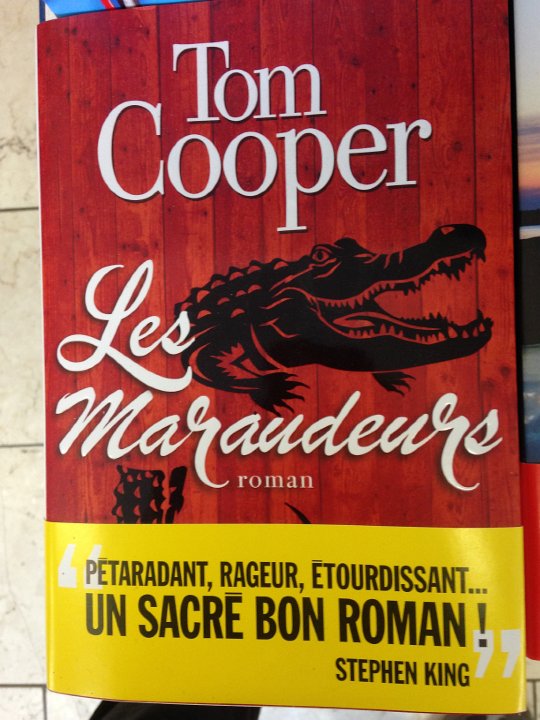 Tom
Cooper
Les
Maraudeurs
roman
“PÉTARADANT, RAGEUR, ÉTOURDISSANT...
UN SACRÉ BON ROMAN !”
STEPHEN KING